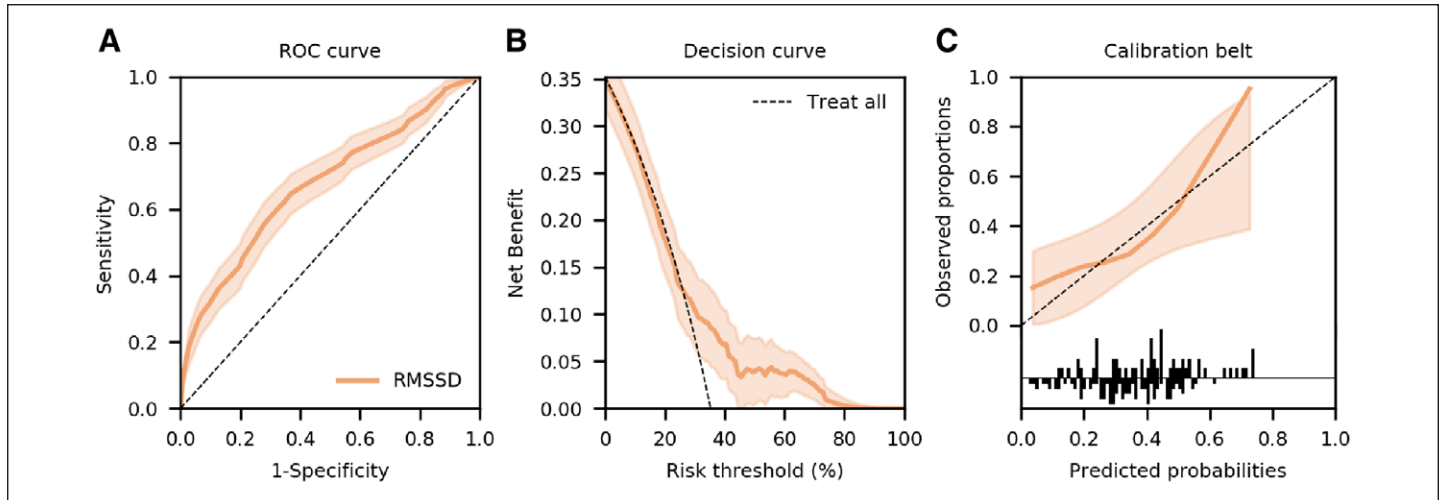 A
ROC curve
1.0
0.8
0.6
0.4
0.2
0.0
Sensitivity
RMSSD
0.0 0.2 0.4 0.6 0.8 1.0
1-Specificity
B
Decision curve
0.35
0.30
0.25
0.20
0.15
0.10
0.05
0.00
Net Benefit
Treat all
0 20 40 60 80 100
Risk threshold (%)
C
Calibration belt
1.0
0.8
0.6
0.4
0.2
0.0
Observed proportions
0.0 0.2 0.4 0.6 0.8 1.0
Predicted probabilities